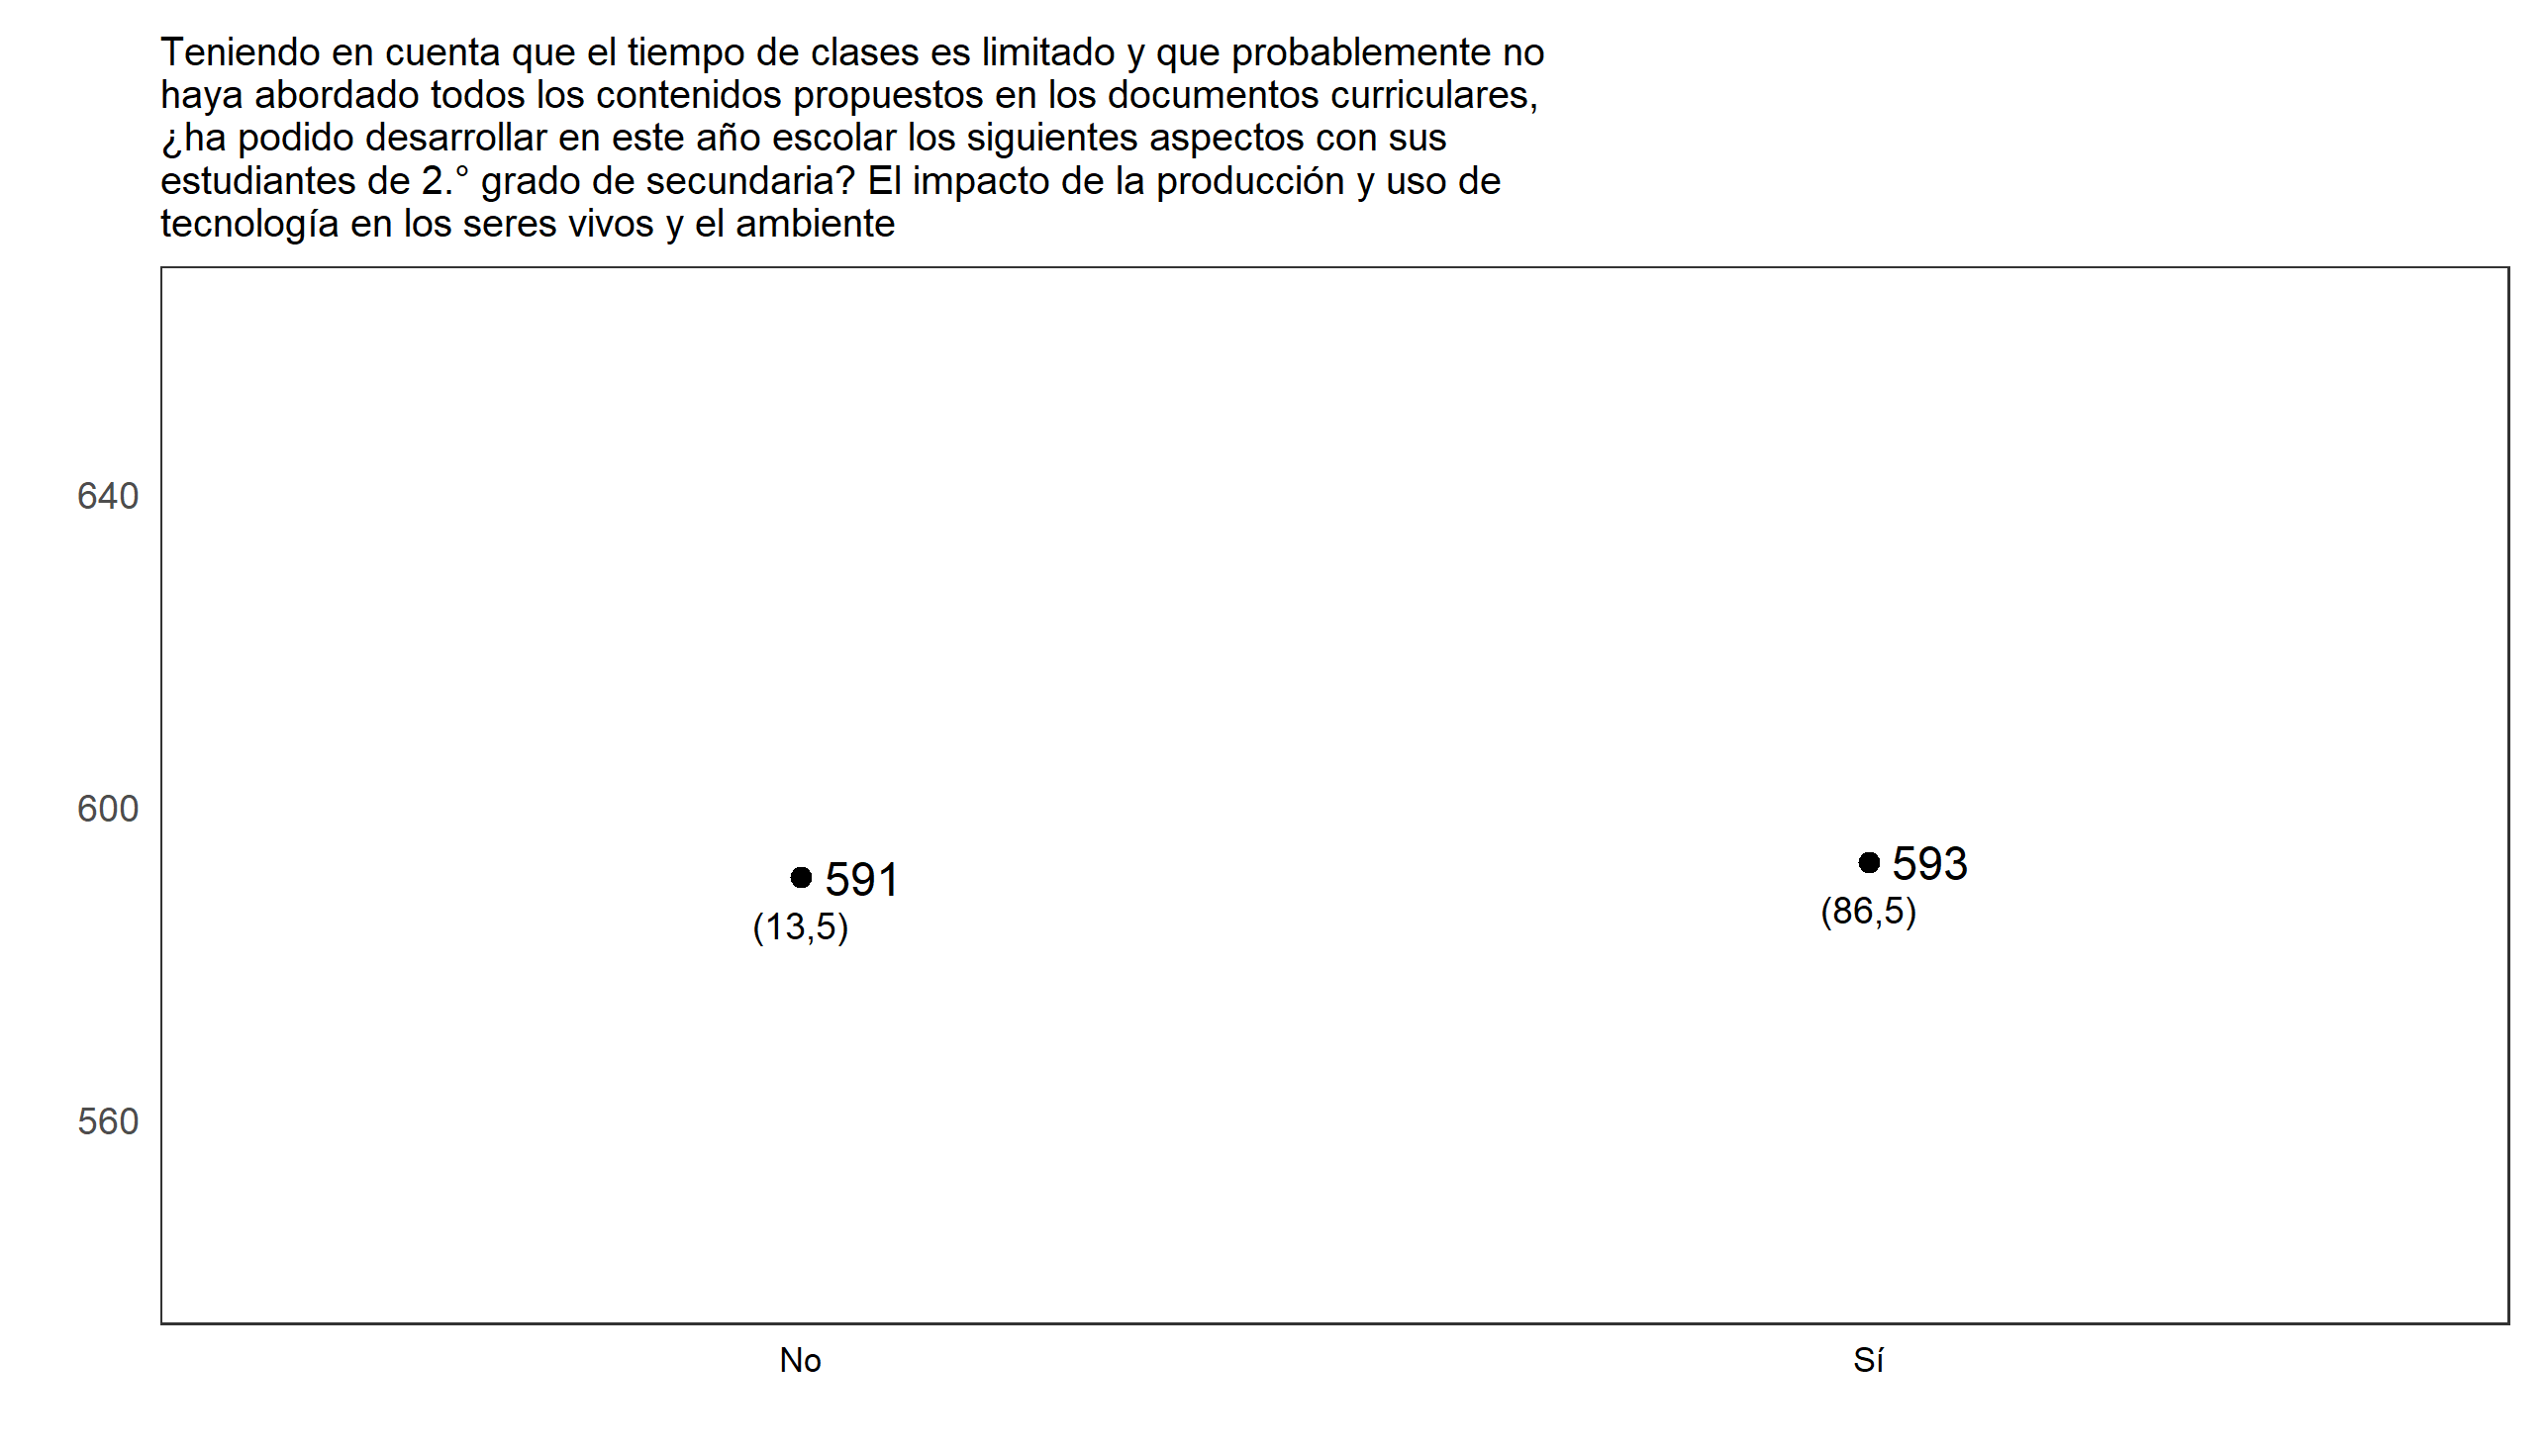 Teniendo en cuenta que el tiempo de clases es limitado y que probablemente no
haya abordado todos los contenidos propuestos en los documentos curriculares,
¿ha podido desarrollar en este año escolar los siguientes aspectos con sus
estudiantes de 2.° grado de secundaria? El impacto de la producción y uso de
tecnología en los seres vivos y el ambiente
640
600
560
591
(13,5)
593
(86,5)
No
Sí